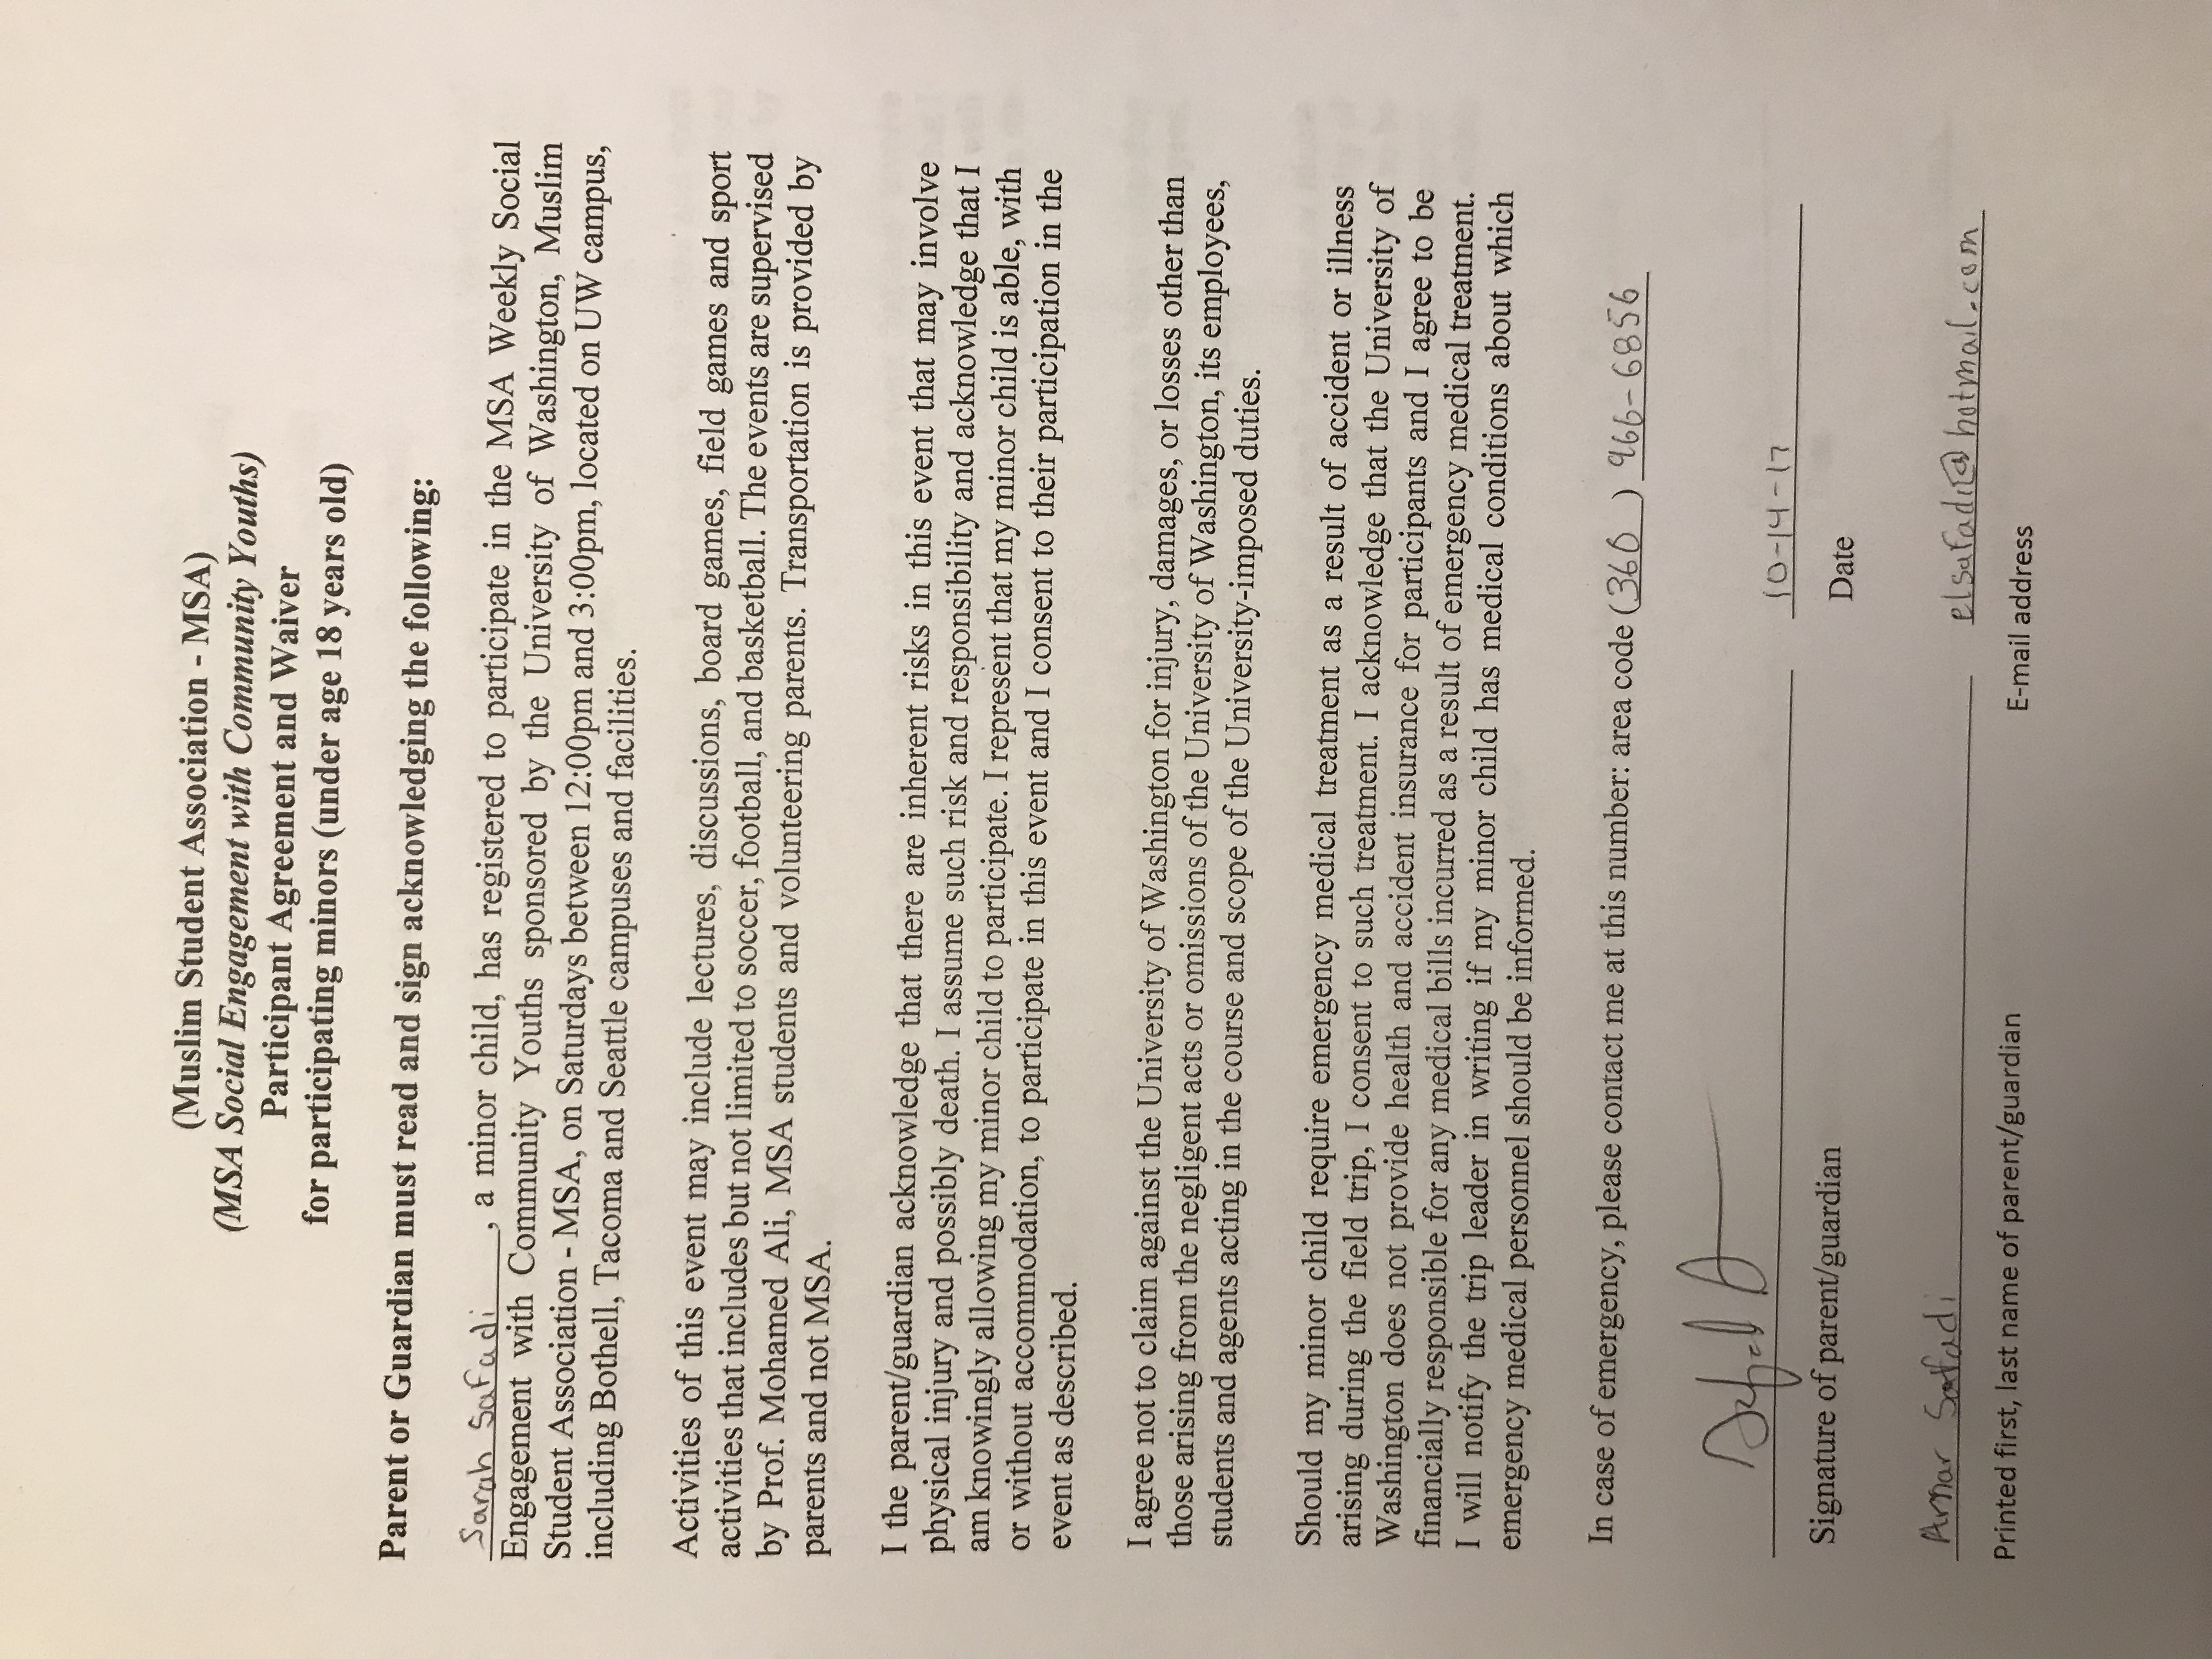 (Muslim Student Association - MSA)
(MSA Social Engagement with Community Youths)
Participant Agreement and Waiver
for participating minors (under age 18 years old)
Parent or Guardian must read and sign acknowledging the following:
Sarah Safadi, a minor child, has registered to participate in the MSA Weekly Social
Engagement with Community Youths sponsored by the University of Washington, Muslim
Student Association - MSA, on Saturdays between 12:00pm and 3:00pm, located on UW campus,
including Bothell, Tacoma and Seattle campuses and facilities.
Activities of this event may include lectures, discussions, board games, field games and sport
activities that includes but not limited to soccer, football, and basketball. The events are supervised
by Prof. Mohamed Ali, MSA students and volunteering parents. Transportation is provided by
parents and not MSA.
I the parent/guardian acknowledge that there are inherent risks in this event that may involve
physical injury and possibly death. I assume such risk and responsibility and acknowledge that I
am knowingly allowing my minor child to participate. I represent that my minor child is able, with
or without accommodation, to participate in this event and I consent to their participation in the
event as described.
I agree not to claim against the University of Washington for injury, damages, or losses other than
those arising from the negligent acts or omissions of the University of Washington, its employees,
students and agents acting in the course and scope of the University-imposed duties.
Should my minor child require emergency medical treatment as a result of accident or illness
arising during the field trip, I consent to such treatment. I acknowledge that the University of
Washington does not provide health and accident insurance for participants and I agree to be
financially responsible for any medical bills incurred as a result of emergency medical treatment.
I will notify the trip leader in writing if my minor child has medical conditions about which
emergency medical personnel should be informed.
In case of emergency, please contact me at this number: area code (360) 966-6856
10-14-17
Signature of parent/guardian Date
Safadi elsafadi@hotmail.com
Printed first, last name of parent/guardian E-mail address